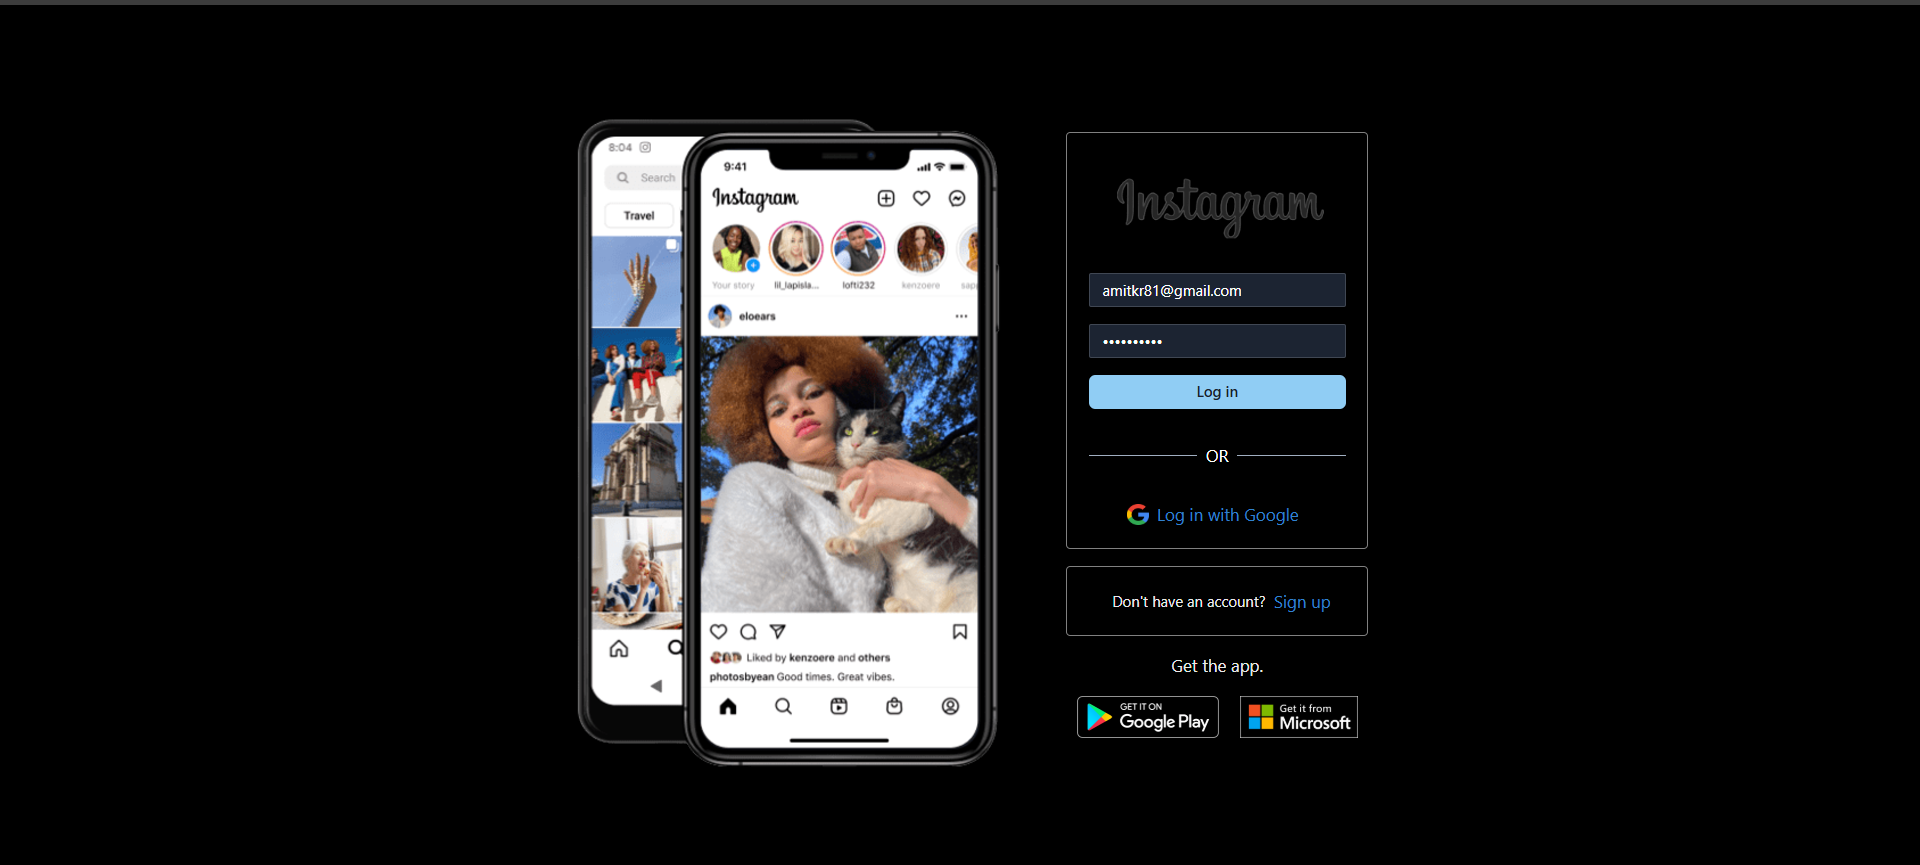 8:04
Search
Travel
9:41
Instagram
Your story
lil_lapisla...
lofti232
kenzoere
sap
eloears
Liked by kenzoere and others
photosbyean Good times. Great vibes.
Instagram
amitkr81@gmail.com
••••••••••
Log in
OR
Log in with Google
Don't have an account? Sign up
Get the app.
GET IT ON
Google Play
Get it from
Microsoft